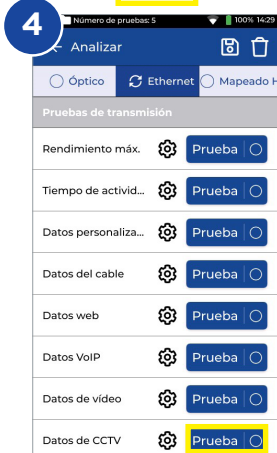 4
Número de pruebas: 5 100% 14:29
Analizar
Óptico Ethernet Mapeado H
Pruebas de transmisión
Rendimiento máx. Prueba
Tiempo de activid... Prueba
Datos personaliza... Prueba
Datos del cable Prueba
Datos web Prueba
Datos VoIP Prueba
Datos de vídeo Prueba
Datos de CCTV Prueba